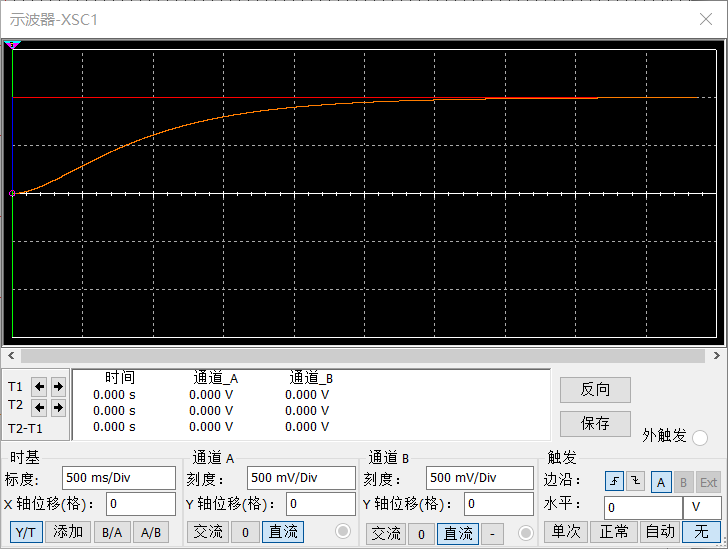 示波器-XSC1
时间 通道_A 通道_B
T1 0.000 s 0.000 V 0.000 V
T2 0.000 s 0.000 V 0.000 V
T2-T1 0.000 s 0.000 V 0.000 V
反向
保存
外触发
时基
标度: 500 ms/Div
X 轴位移(格): 0
Y/T 添加 B/A A/B
通道 A
刻度: 500 mV/Div
Y 轴位移(格): 0
交流 0 直流
通道 B
刻度: 500 mV/Div
Y 轴位移(格): 0
交流 0 直流 -
触发
边沿: A B Ext
水平: 0 V
单次 正常 自动 无